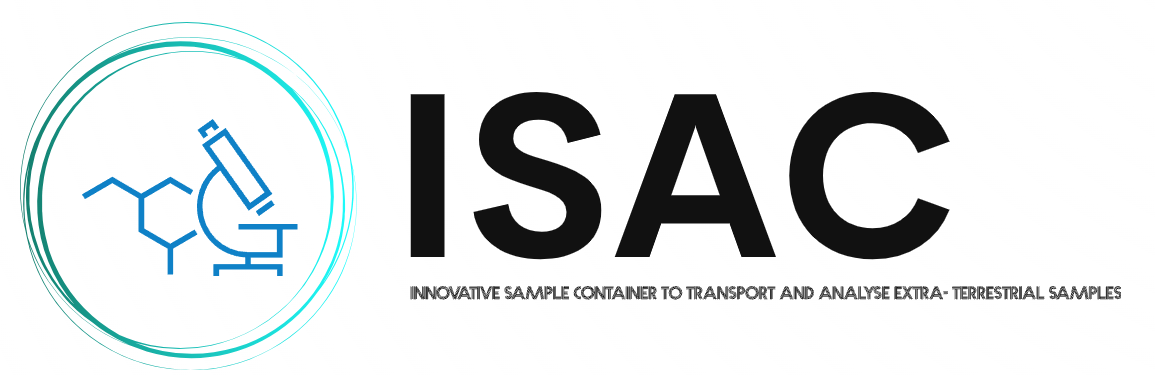 ISAC
INNOVATIVE SAMPLE CONTAINER TO TRANSPORT AND ANALYSE EXTRA- TERRESTRIAL SAMPLES